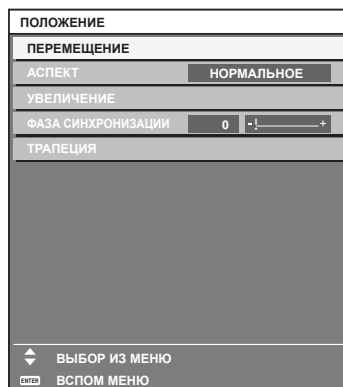 ПОЛОЖЕНИЕ
ПЕРЕМЕЩЕНИЕ
АСПЕКТ НОРМАЛЬНОЕ
УВЕЛИЧЕНИЕ
ФАЗА СИНХРОНИЗАЦИИ 0 - +
ТРАПЕЦИЯ
ВЫБОР ИЗ МЕНЮ
ENTER ВСПОМ МЕНЮ